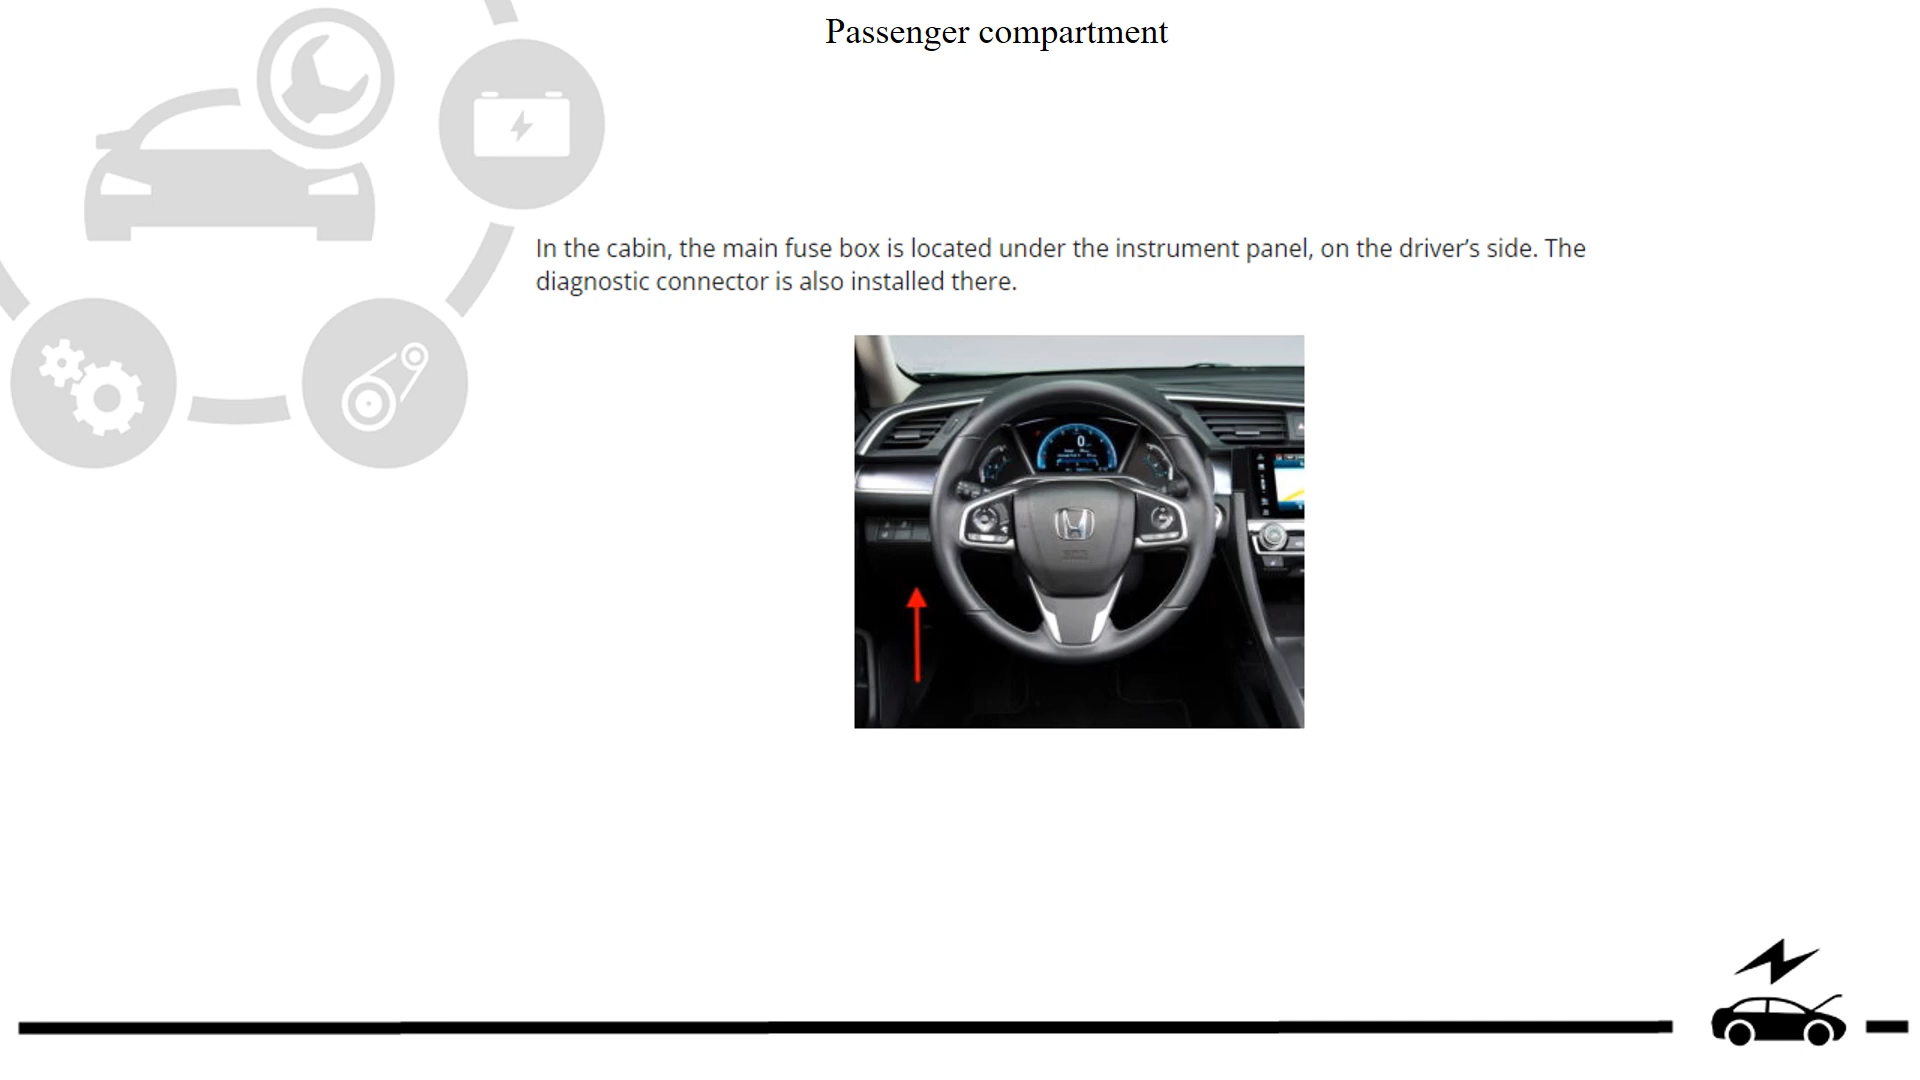 Passenger compartment
In the cabin, the main fuse box is located under the instrument panel, on the driver’s side. The
diagnostic connector is also installed there.
0